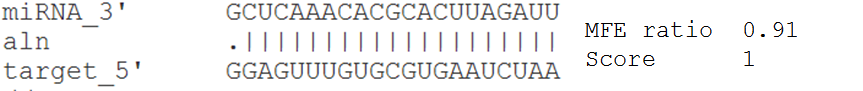 miRNA_3'      GCUCAAACACGCACUUAGAUU
aln           .||||||||||||||||||||
target_5'     GGAGUUUGUGCGUGAAUCUAA
MFE ratio  0.91
Score      1